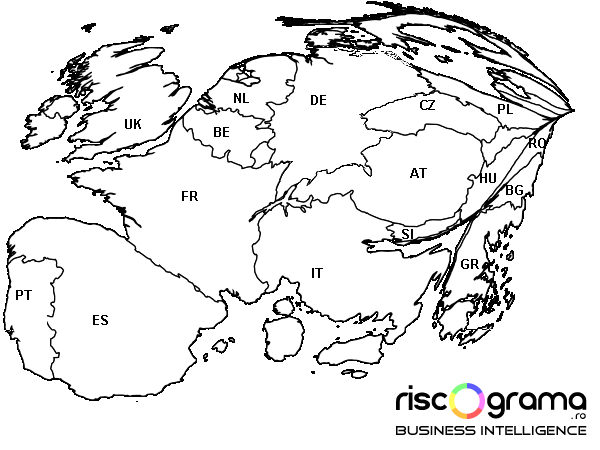 NL
DE
CZ
PL
UK
BE
RO
AT
HU
FR
BG
SI
GR
IT
PT
ES
riscograma
.ro
BUSINESS INTELLIGENCE